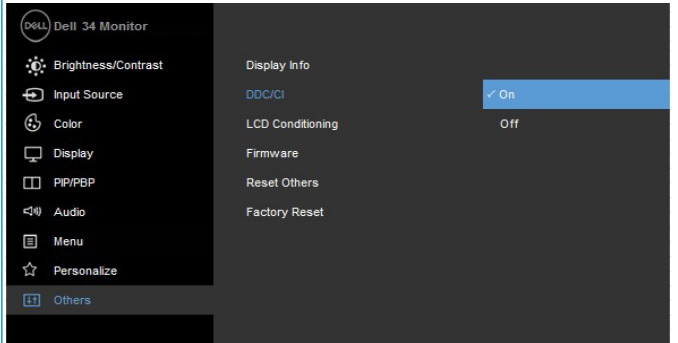 DELL Dell 34 Monitor
Brightness/Contrast
Display Info
Input Source
DDC/CI
✓ On
Color
LCD Conditioning
Off
Display
Firmware
PIP/PBP
Reset Others
Audio
Factory Reset
Menu
Personalize
Others